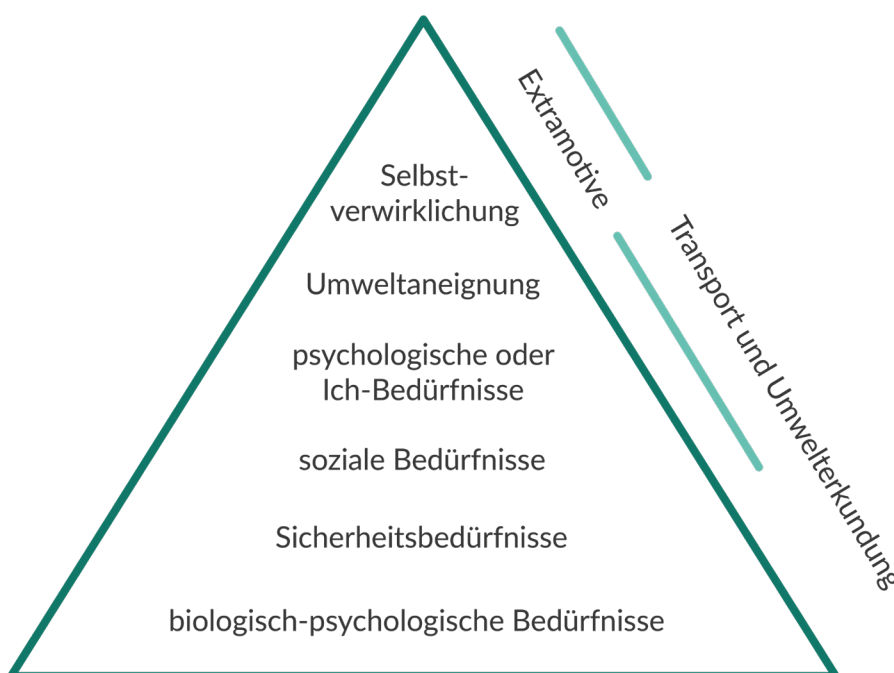 Selbst-
verwirklichung
Umweltaneignung
psychologische oder
Ich-Bedürfnisse
soziale Bedürfnisse
Sicherheitsbedürfnisse
biologisch-psychologische Bedürfnisse
Extramotive
Transport und Umwelterkundung